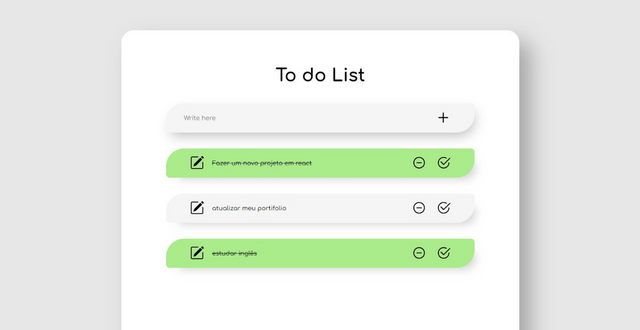 To do List
Write here
Fazer um novo projeto em react
atualizar meu portifolio
estudar inglês